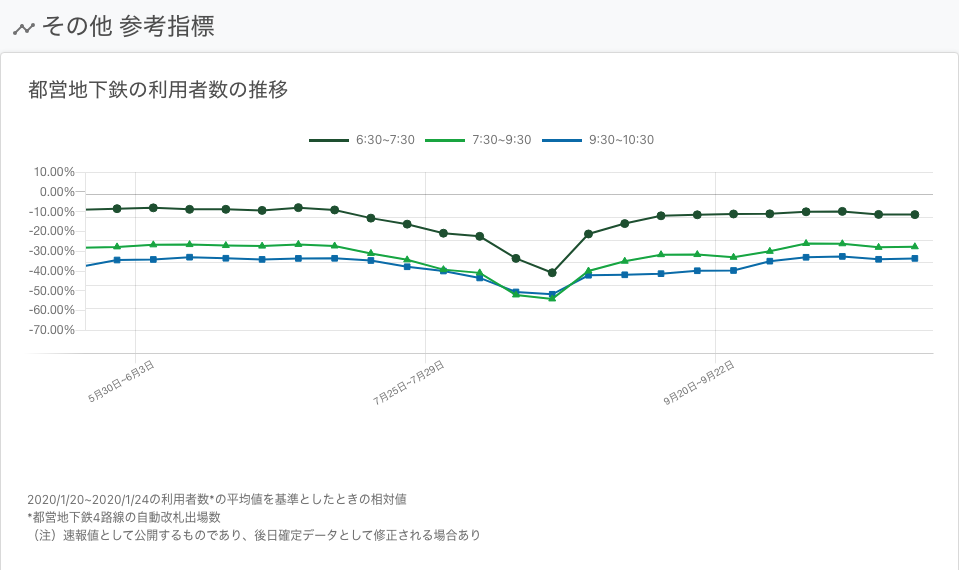 その他 参考指標
都営地下鉄の利用者数の推移
6:30~7:30
7:30~9:30
9:30~10:30
10.00%
0.00%
-10.00%
-20.00%
-30.00%
-40.00%
-50.00%
-60.00%
-70.00%
5月30日~6月3日
7月25日~7月29日
9月20日~9月22日
2020/1/20~2020/1/24の利用者数*の平均値を基準としたときの相対値
*都営地下鉄4路線の自動改札出場数
（注）速報値として公開するものであり、後日確定データとして修正される場合あり